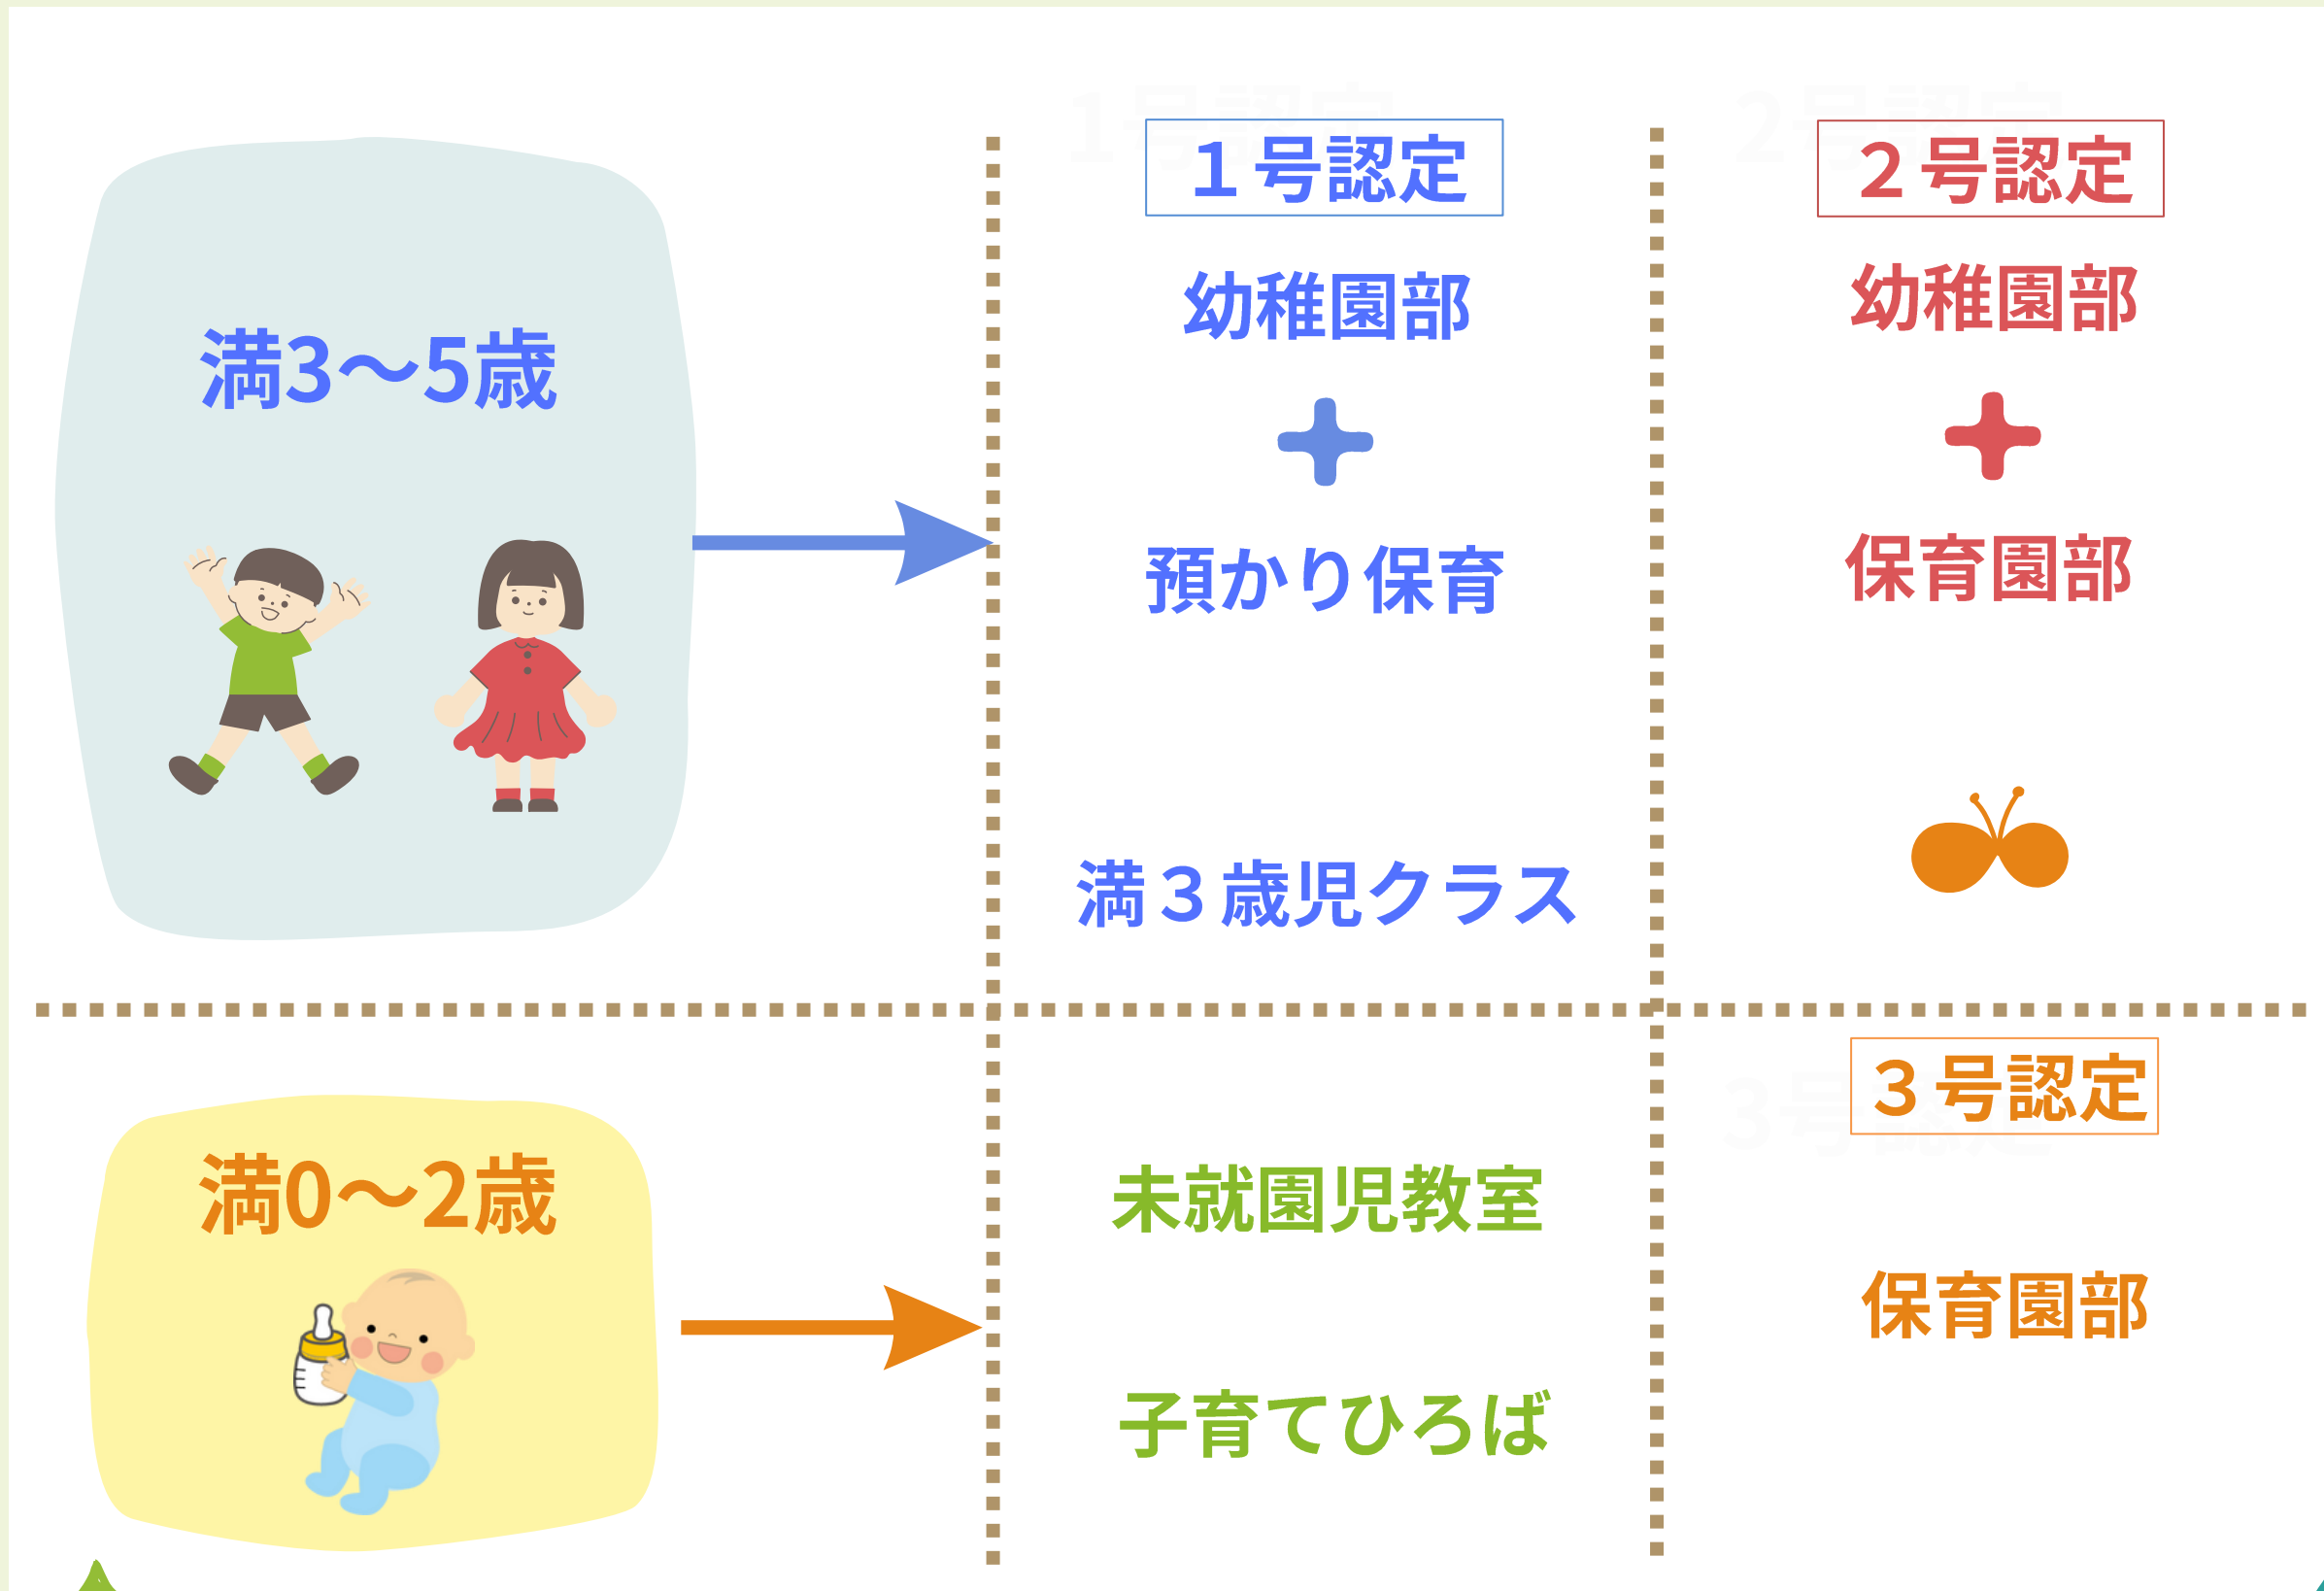 満3〜5歳
１号認定
幼稚園部
預かり保育
満３歳児クラス
２号認定
幼稚園部
保育園部
満0〜2歳
未就園児教室
子育てひろば
３号認定
保育園部